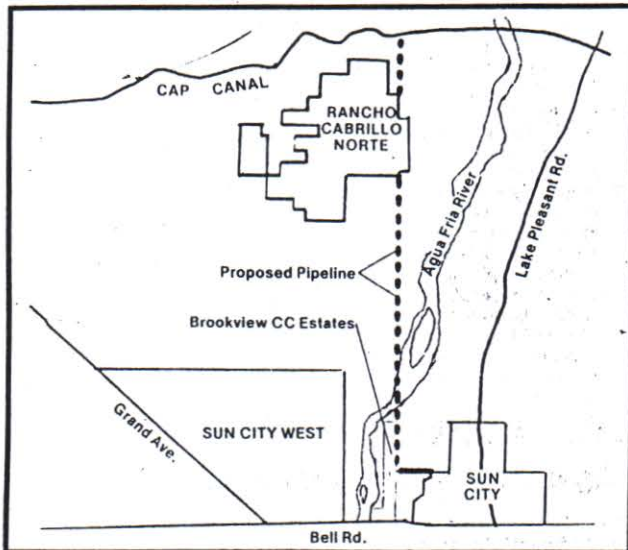 CAP CANAL
RANCHO
CABRILLO
NORTE
Agua Fria River
Lake Pleasant Rd.
Proposed Pipeline
Brookview CC Estates
Grand Ave.
SUN CITY WEST
SUN
CITY
Bell Rd.